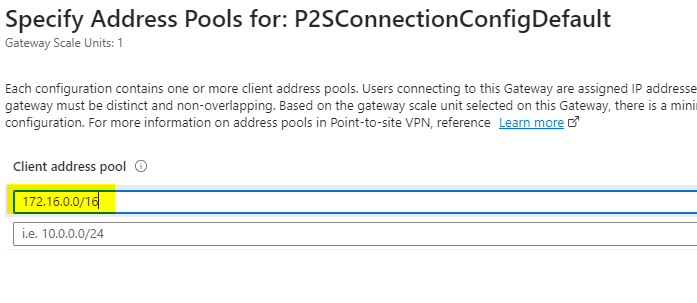 Specify Address Pools for: P2SConnectionConfigDefault
Gateway Scale Units: 1
Each configuration contains one or more client address pools. Users connecting to this Gateway are assigned IP addresse
gateway must be distinct and non-overlapping. Based on the gateway scale unit selected on this Gateway, there is a mini
configuration. For more information on address pools in Point-to-site VPN, reference Learn more
Client address pool
172.16.0.0/16
i.e. 10.0.0.0/24